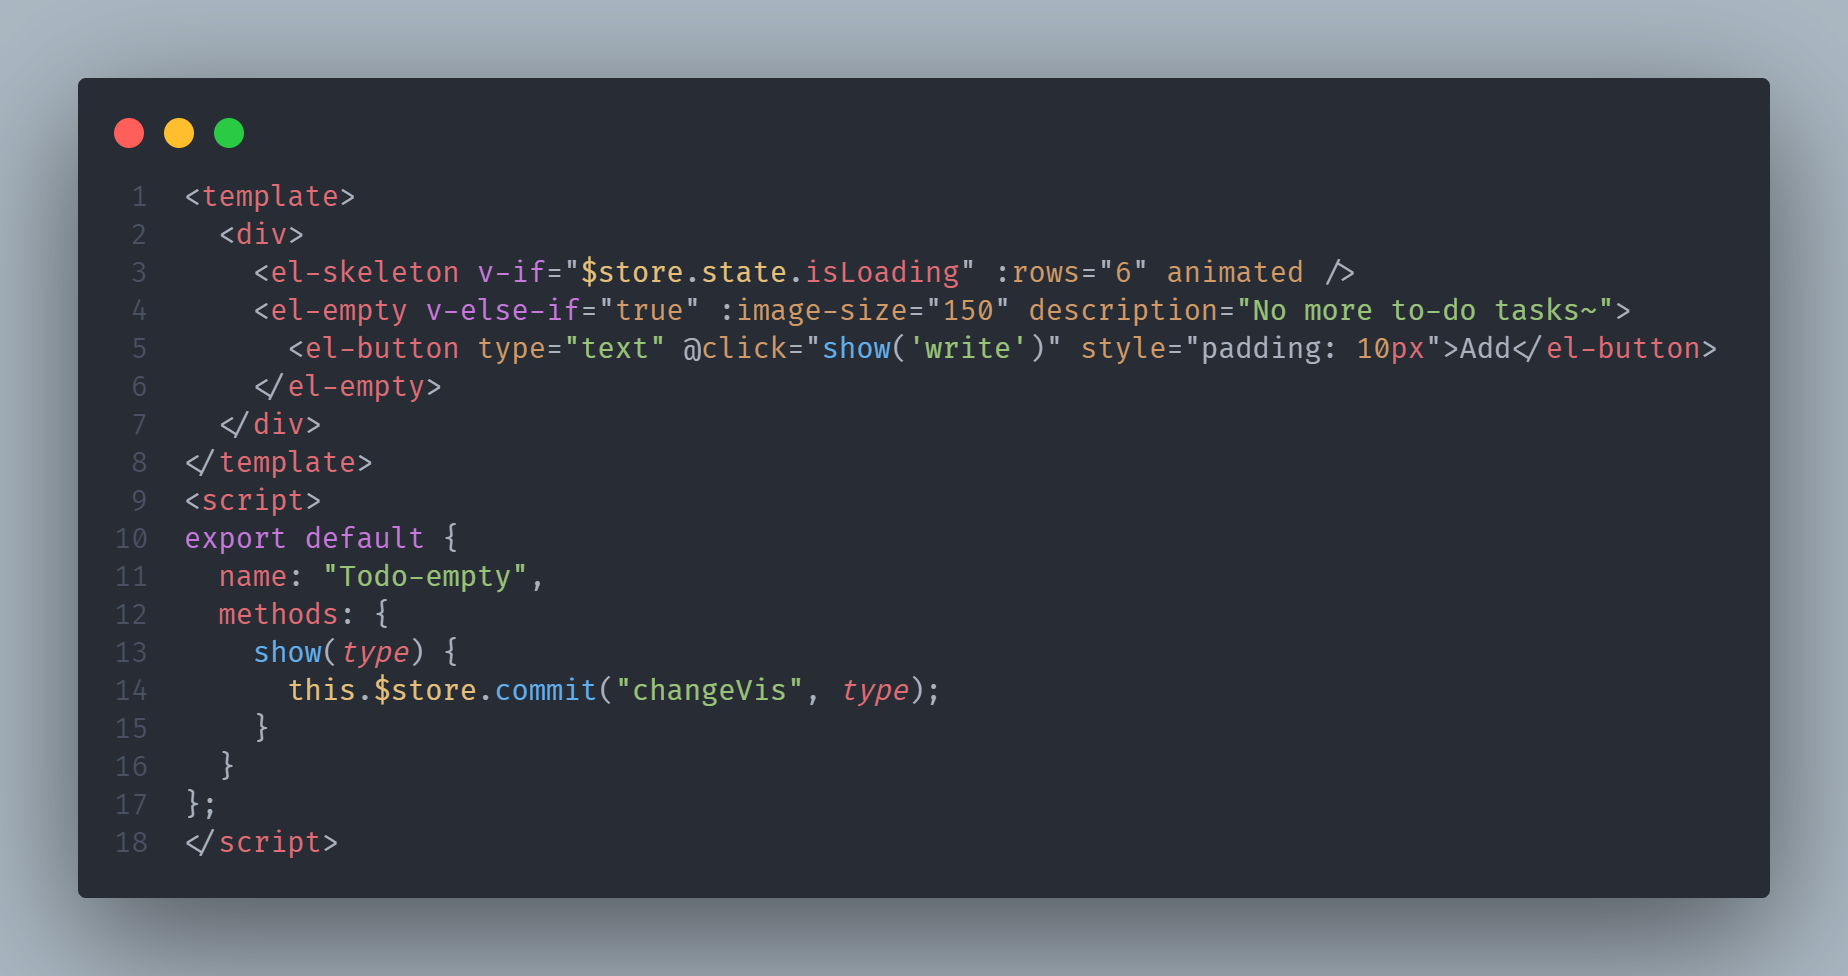 1 <template>
2   <div>
3     <el-skeleton v-if="$store.state.isLoading" :rows="6" animated />
4     <el-empty v-else-if="true" :image-size="150" description="No more to-do tasks~">
5       <el-button type="text" @click="show('write')" style="padding: 10px">Add</el-button>
6     </el-empty>
7   </div>
8 </template>
9 <script>
10 export default {
11   name: "Todo-empty",
12   methods: {
13     show(type) {
14       this.$store.commit("changeVis", type);
15     }
16   }
17 };
18 </script>